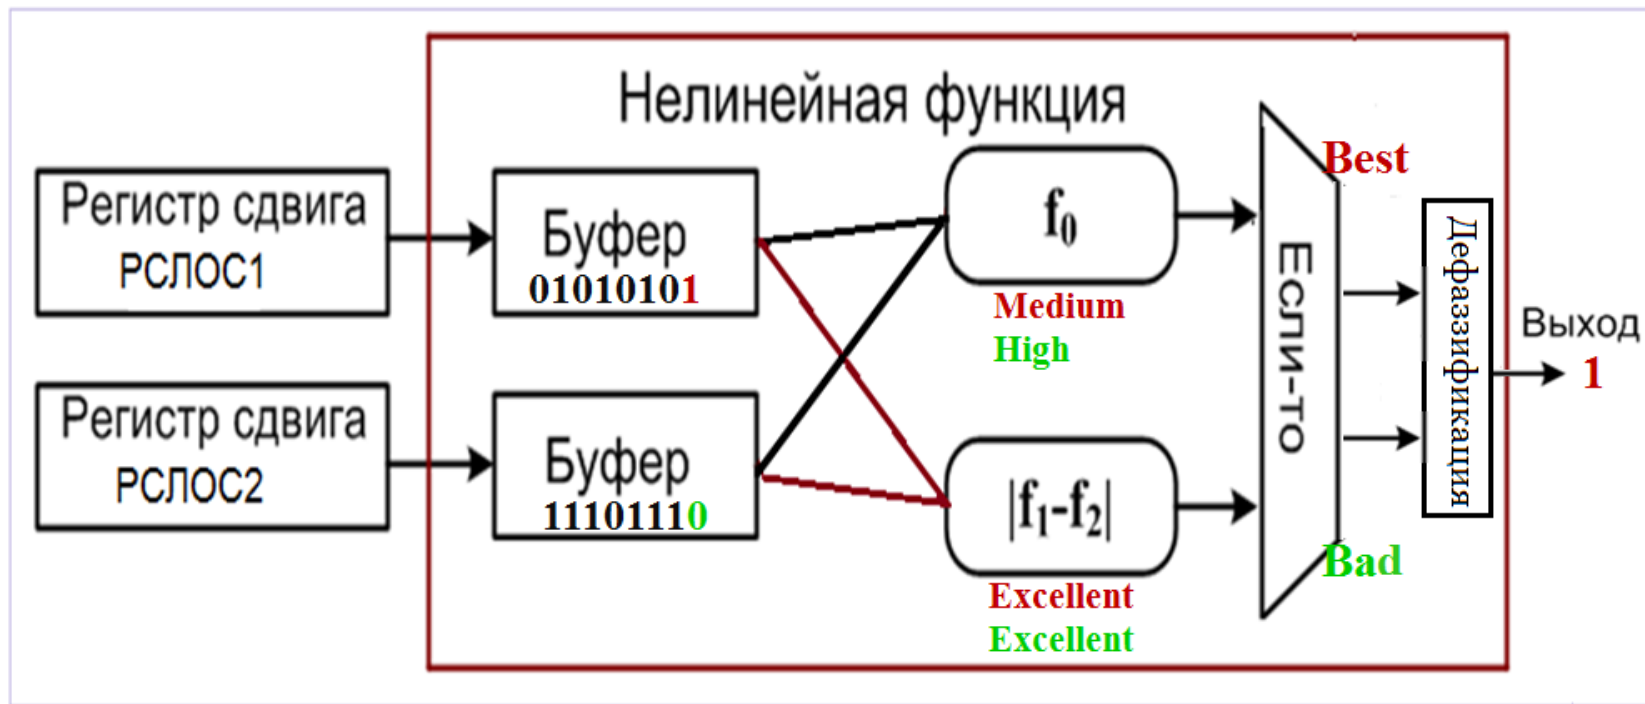 Нелинейная функция
Регистр сдвига
РСЛОС1
Буфер
01010101
f₀
Medium
High
Регистр сдвига
РСЛОС2
Буфер
11101110
|f₁-f₂|
Excellent
Excellent
Best
Если-то
Bad
Дефаззификация
Выход
1